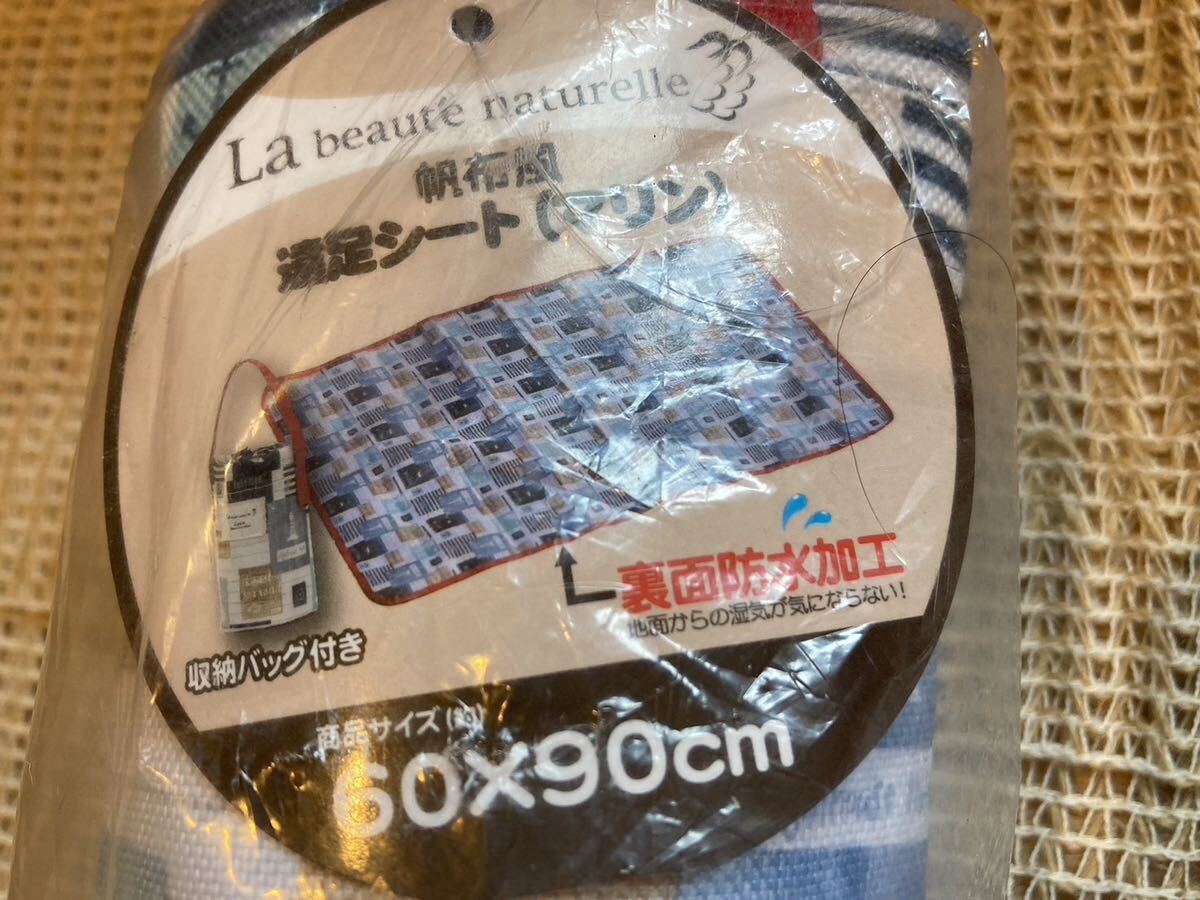 La beauté naturelle
帆布風
遠足シート(マリン)
裏面防水加工
地面からの湿気が気にならない!
収納バッグ付き
商品サイズ(約)
60×90cm